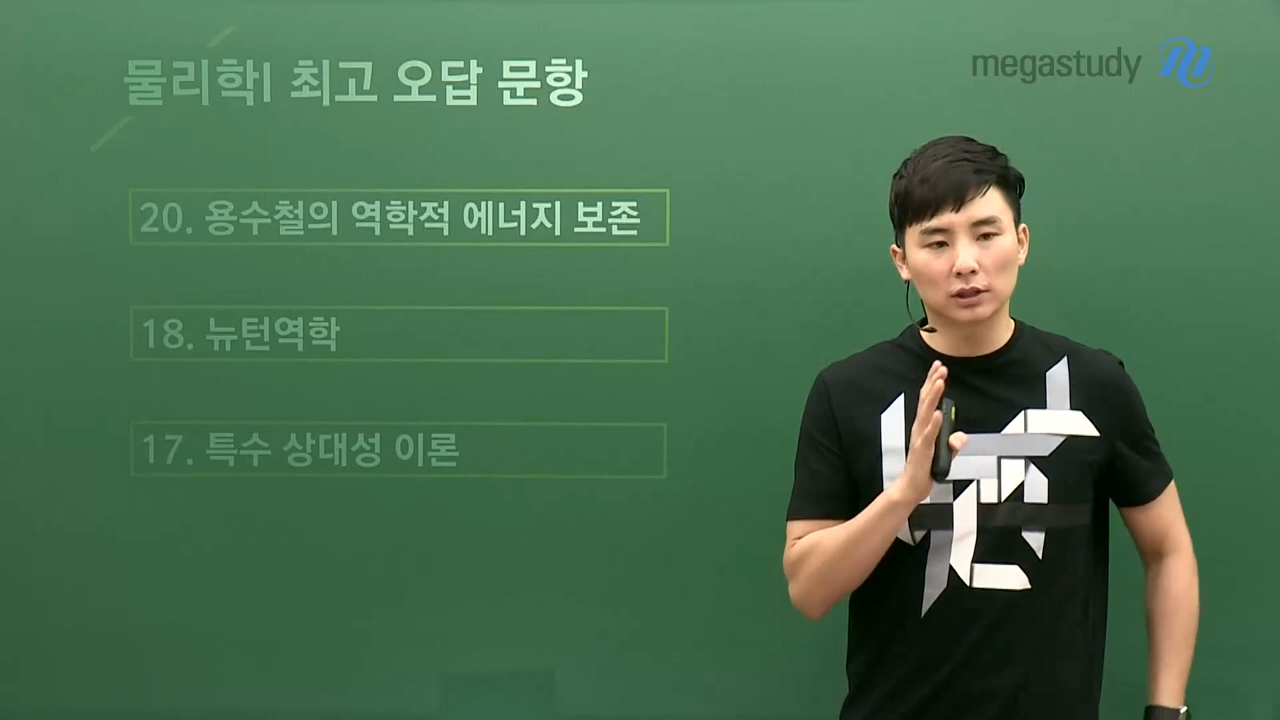 물리학Ⅰ 최고 오답 문항
megastudy
20. 용수철의 역학적 에너지 보존
18. 뉴턴역학
17. 특수 상대성 이론